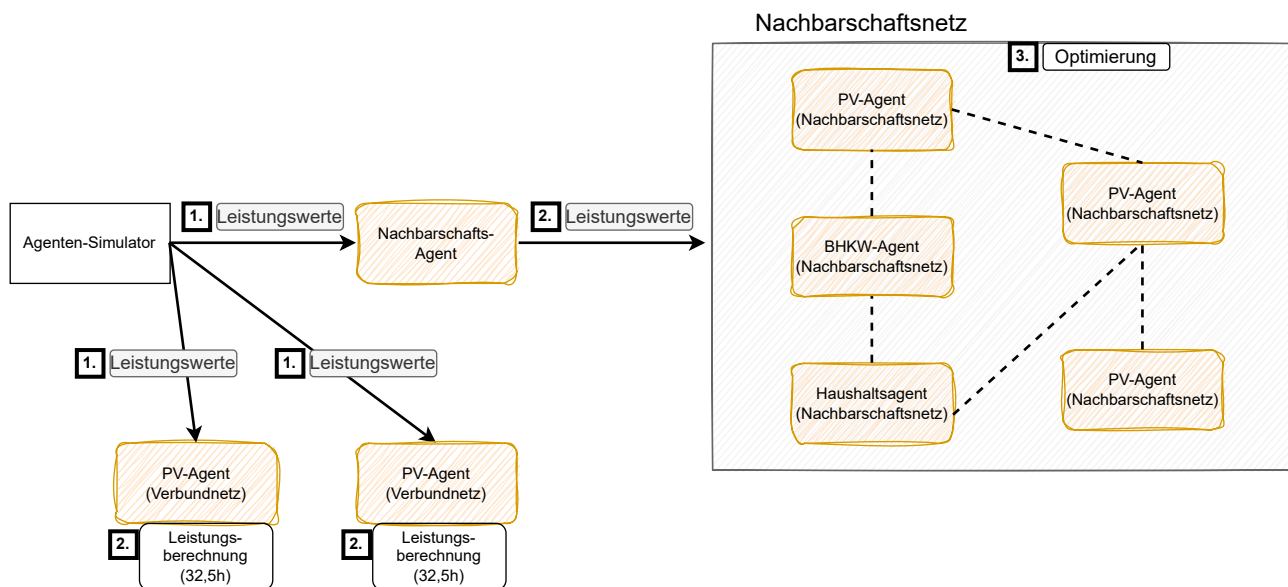 Nachbarschaftsnetz
3. Optimierung
PV-Agent
(Nachbarschaftsnetz)
PV-Agent
(Nachbarschaftsnetz)
1. Leistungswerte
2. Leistungswerte
Agenten-Simulator
Nachbarschafts-
Agent
BHKW-Agent
(Nachbarschaftsnetz)
1. Leistungswerte
1. Leistungswerte
Haushaltsagent
(Nachbarschaftsnetz)
PV-Agent
(Nachbarschaftsnetz)
PV-Agent
(Verbundnetz)
PV-Agent
(Verbundnetz)
2. Leistungs-
berechnung
(32,5h)
2. Leistungs-
berechnung
(32,5h)